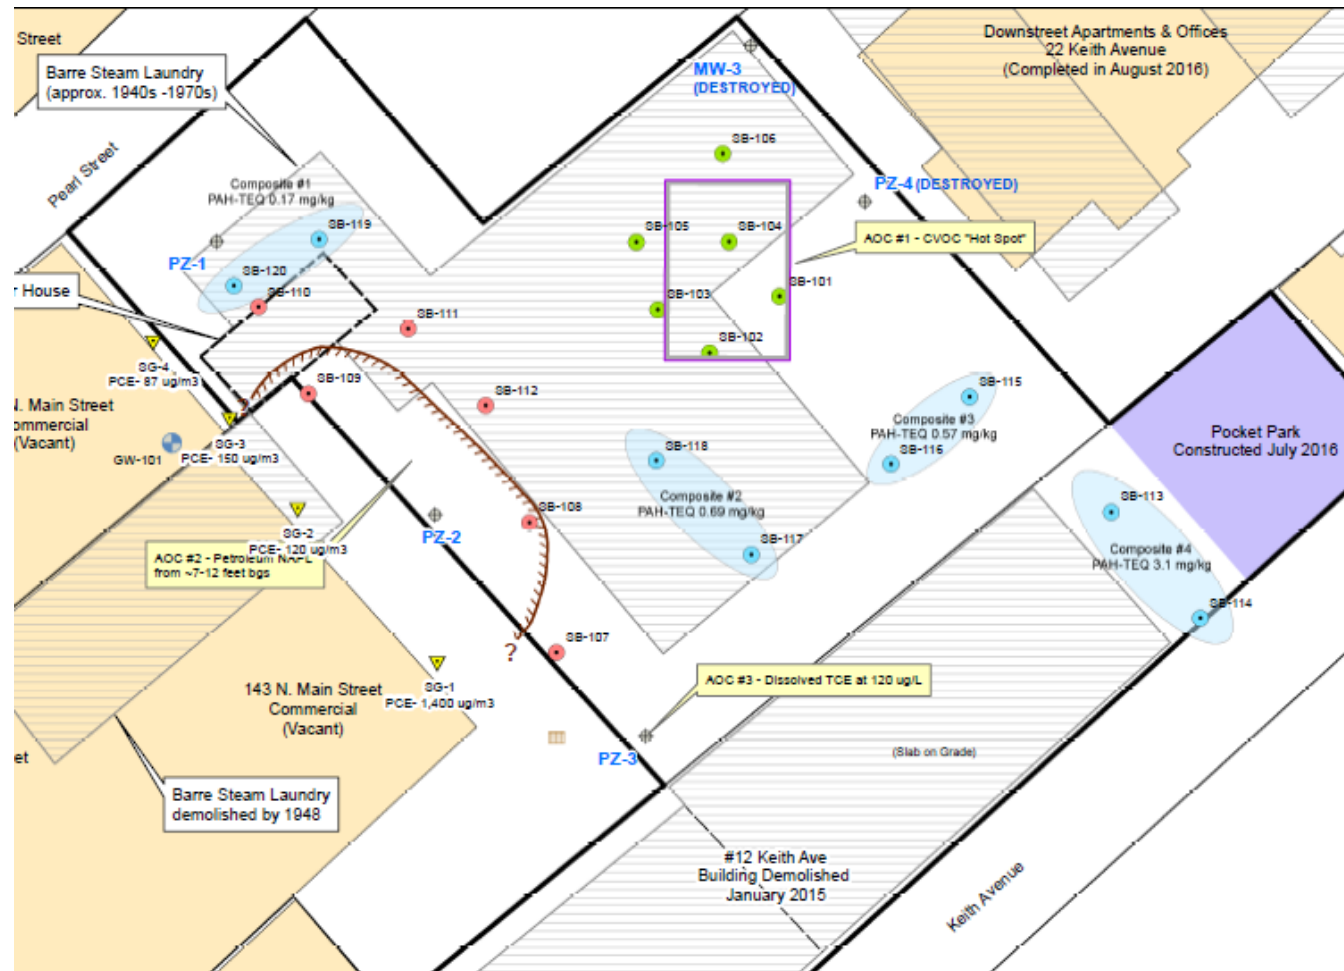 Street
Barre Steam Laundry
(approx. 1940s -1970s)
Pearl Street
Downstreet Apartments & Offices
22 Keith Avenue
(Completed in August 2016)
MW-3
(DESTROYED)
SB-106
PZ-4 (DESTROYED)
Composite #1
PAH-TEQ 0.17 mg/kg
SB-119
SB-105
SB-104
AOC #1 - CVOC "Hot Spot"
PZ-1
SB-120
SB-110
r House
SB-111
SB-103
SB-101
SB-102
SG-4
PCE- 87 ug/m3
SB-109
SB-112
SB-115
?
N. Main Street
ommercial
(Vacant)
SG-3
PCE- 150 ug/m3
GW-101
Composite #3
PAH-TEQ 0.57 mg/kg
SB-116
SB-118
Pocket Park
Constructed July 2016
Composite #2
PAH-TEQ 0.69 mg/kg
SB-113
SG-2
PCE- 120 ug/m3
SB-108
PZ-2
SB-117
AOC #2 - Petroleum NAPL
from ~7-12 feet bgs
Composite #4
PAH-TEQ 3.1 mg/kg
SB-114
SB-107
?
SG-1
PCE- 1,400 ug/m3
AOC #3 - Dissolved TCE at 120 ug/L
143 N. Main Street
Commercial
(Vacant)
PZ-3
(Slab on Grade)
et
Barre Steam Laundry
demolished by 1948
#12 Keith Ave
Building Demolished
January 2015
Keith Avenue